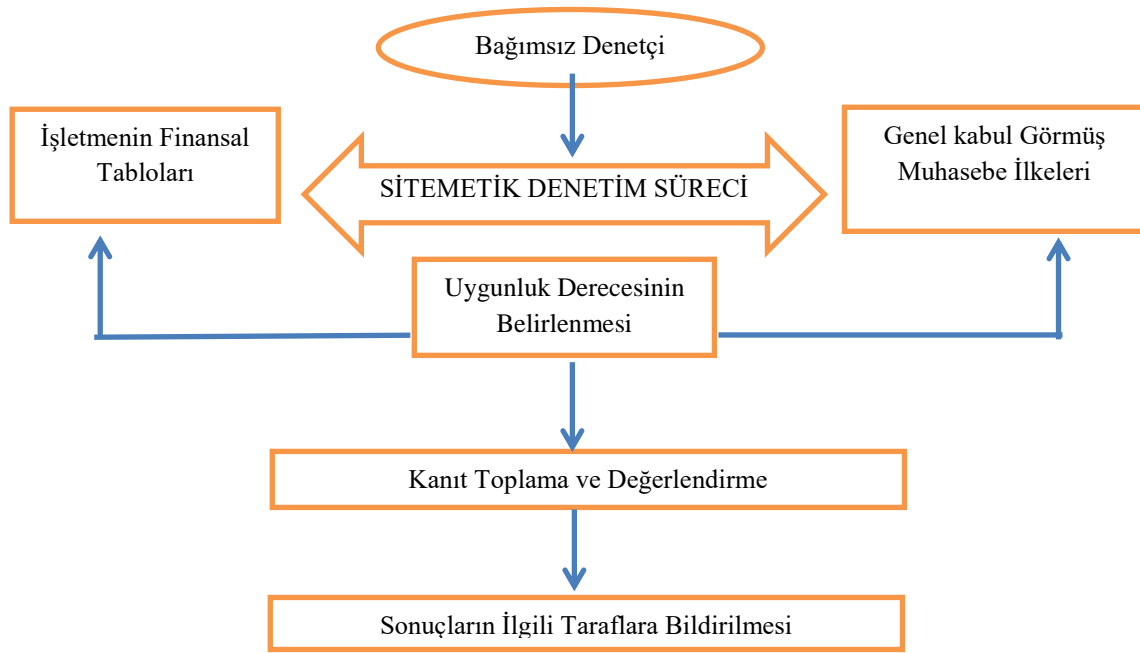 Bağımsız Denetçi
İşletmenin Finansal
Tabloları
SİTEMETİK DENETİM SÜRECİ
Genel kabul Görmüş
Muhasebe İlkeleri
Uygunluk Derecesinin
Belirlenmesi
Kanıt Toplama ve Değerlendirme
Sonuçların İlgili Taraflara Bildirilmesi